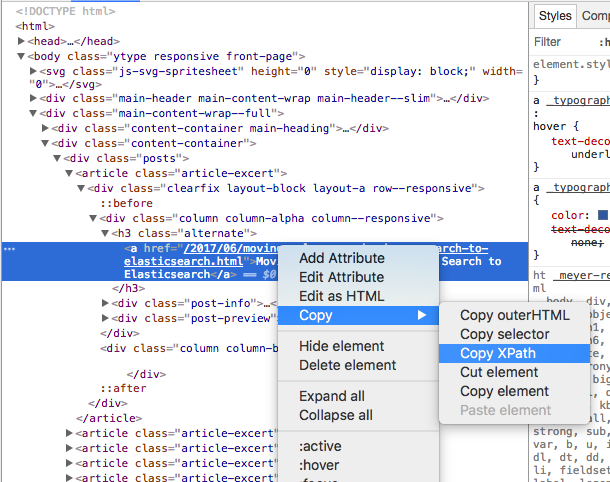 <!DOCTYPE html>
<html>
<head>…</head>
<body class="ytype responsive front-page">
<svg class="js-svg-spritesheet" height="0" style="display: block;" width=
"0">…</svg>
<div class="main-header main-content-wrap main-header--slim">…</div>
<div class="main-content-wrap--full">
<div class="content-container main-heading">…</div>
<div class="content-container">
<div class="posts">
<article class="article-excert">
<div class="clearfix layout-block layout-a row--responsive">
::before
<div class="column column-alpha column--responsive">
<h3 class="alternate">
… <a href="/2017/06/moving search-to-
elasticsearch.html">Mov Search to
Elasticsearch</a> == $0
</h3>
<div class="post-info">…
<div class="post-preview"
</div>
<div class="column column-b
</div>
::after
</div>
</article>
<article class="article-excert"
<article class="article-excert"
<article class="article-excert"
<article class="article-excert"
Add Attribute
Edit Attribute
Edit as HTML
Copy
Hide element
Delete element
Expand all
Collapse all
:active
:hover
Copy outerHTML
Copy selector
Copy XPath
Cut element
Copy element
Paste element
Styles Comp
Filter :h
element.sty
}
a _typograp
:
hover {
text-deco
underl
}
a _typograp
{
color:
text-deco
none;
}
ht _meyer-re
ml
body, div,
strong, sub,
var, b, u, i
dl, dt, dd,
li, fieldset